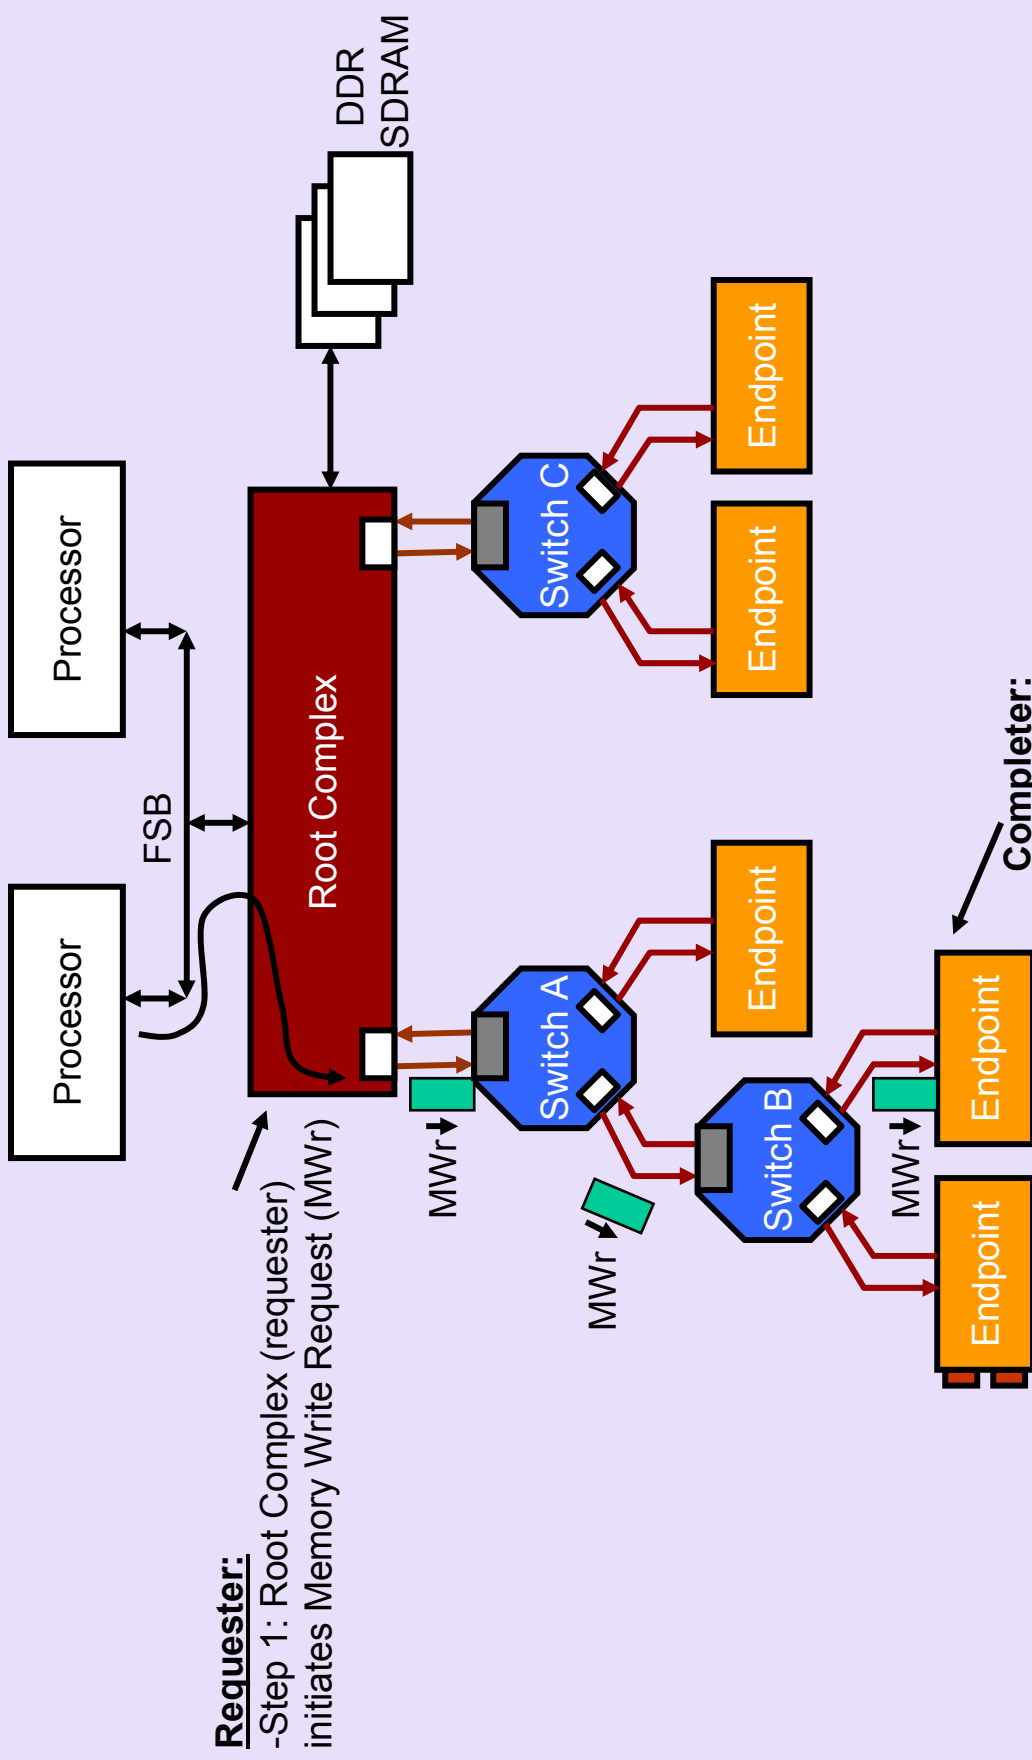 Processor
Processor
FSB
DDR
SDRAM
Root Complex
Requester:
-Step 1: Root Complex (requester)
initiates Memory Write Request (MWr)
MWr
Switch A
Switch C
MWr
Endpoint
Endpoint
Endpoint
Switch B
MWr
Endpoint
Endpoint
Completer: